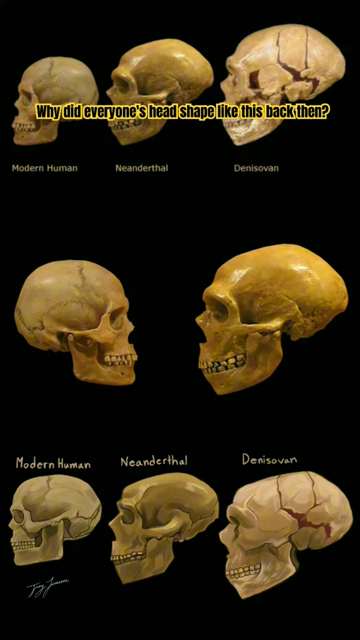 Why did everyone's head shape like this back then?
Modern Human
Neanderthal
Denisovan
Modern Human
Neanderthal
Denisovan